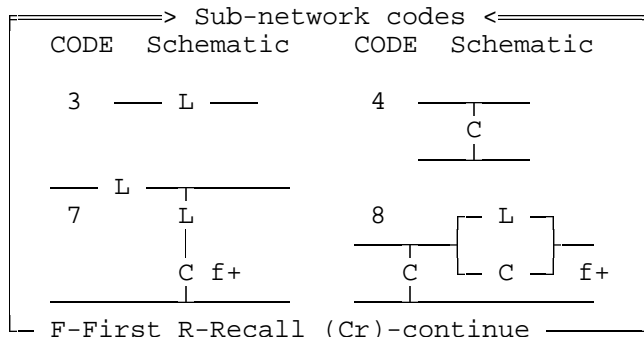 > Sub-network codes <
CODE Schematic CODE Schematic
3 L 4
C
L
7 L 8 L
C f+ C C f+
F-First R-Recall (Cr)-continue